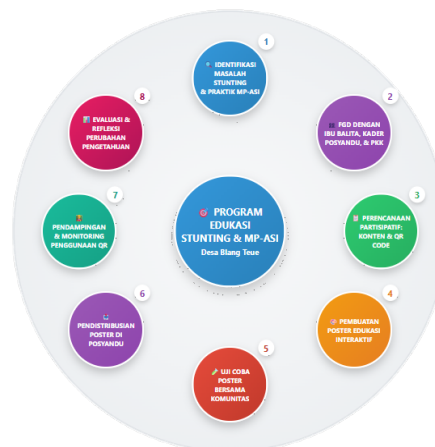 1
IDENTIFIKASI
MASALAH
STUNTING
& PRAKTIK MP-ASI
2
FGD DENGAN
IBU BALITA, KADER
POSYANDU, & PKK
3
PERENCANAAN
PARTISIPATIF:
KONTEN & QR
CODE
4
PEMBUATAN
POSTER EDUKASI
INTERAKTIF
5
UJI COBA
POSTER
BERSAMA
KOMUNITAS
6
PENDISTRIBUSIAN
POSTER DI
POSYANDU
7
PENDAMPINGAN
& MONITORING
PENGGUNAAN QR
8
EVALUASI &
REFLEKSI
PERUBAHAN
PENGETAHUAN
PROGRAM
EDUKASI
STUNTING & MP-ASI
Desa Blang Teue